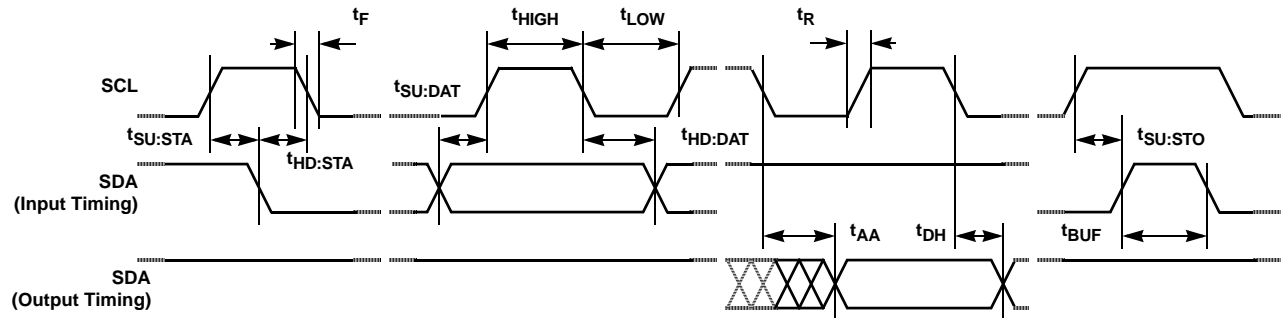 tF
tHIGH
tLOW
tR
SCL
tSU:DAT
tSU:STA
tHD:STA
tHD:DAT
tSU:STO
SDA
(Input Timing)
tAA
tDH
tBUF
SDA
(Output Timing)